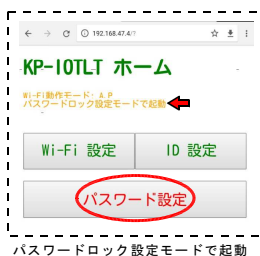 192.168.47.4/?
KP-IOTLT ホーム
Wi-Fi動作モード: A P
パスワードロック設定モードで起動
Wi-Fi 設定
ID 設定
パスワード設定
パスワードロック設定モードで起動